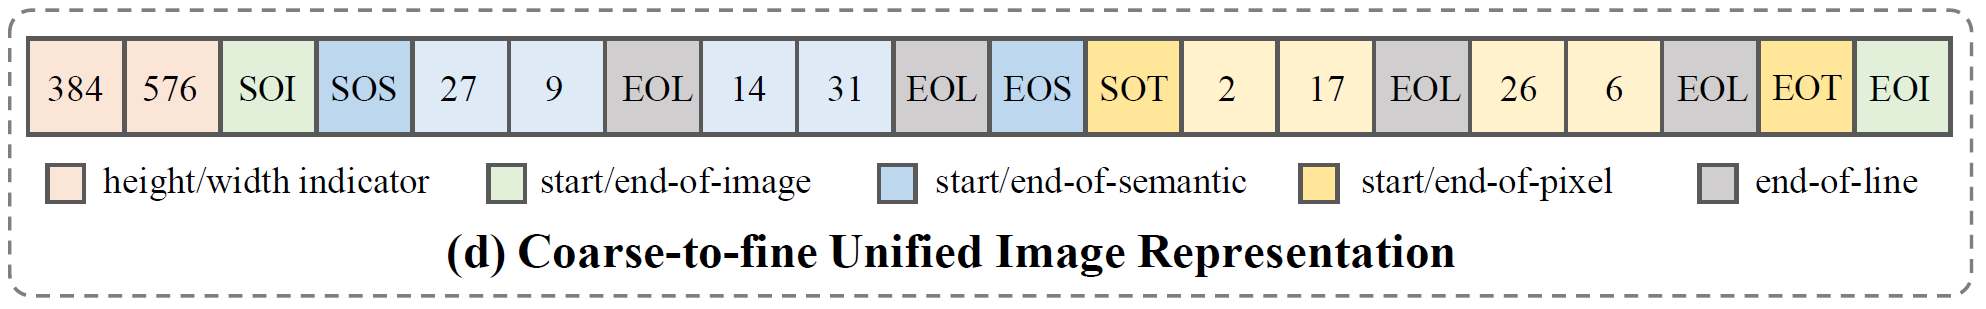 384 576 SOI SOS 27 9 EOL 14 31 EOL EOS SOT 2 17 EOL 26 6 EOL EOT EOI
height/width indicator start/end-of-image start/end-of-semantic start/end-of-pixel end-of-line
(d) Coarse-to-fine Unified Image Representation